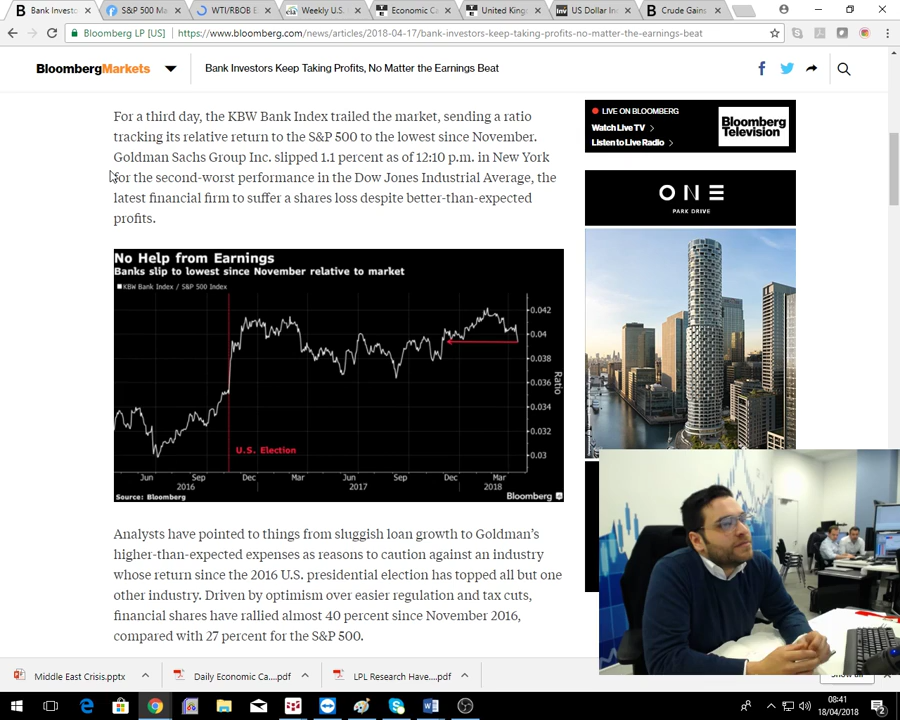 Bank Investo
S&P 500 Ma
WTI/RBOB E
Weekly U.S.
Economic C
United King
US Dollar In
Crude Gains
Bloomberg LP [US]
https://www.bloomberg.com/news/articles/2018-04-17/bank-investors-keep-taking-profits-no-matter-the-earnings-beat
BloombergMarkets
Bank Investors Keep Taking Profits, No Matter the Earnings Beat
For a third day, the KBW Bank Index trailed the market, sending a ratio
tracking its relative return to the S&P 500 to the lowest since November.
Goldman Sachs Group Inc. slipped 1.1 percent as of 12:10 p.m. in New York
for the second-worst performance in the Dow Jones Industrial Average, the
latest financial firm to suffer a shares loss despite better-than-expected
profits.
LIVE ON BLOOMBERG
Watch Live TV
Listen to Live Radio
Bloomberg
Television
ONE
PARK DRIVE
No Help from Earnings
Banks slip to lowest since November relative to market
KBW Bank Index / S&P 500 Index
0.042
0.04
0.038
0.036
0.034
0.032
0.03
Ratio
U.S. Election
Jun
Sep
Dec
Mar
Jun
Sep
Dec
Mar
2016
2017
2018
Source: Bloomberg
Bloomberg
Analysts have pointed to things from sluggish loan growth to Goldman's
higher-than-expected expenses as reasons to caution against an industry
whose return since the 2016 U.S. presidential election has topped all but one
other industry. Driven by optimism over easier regulation and tax cuts,
financial shares have rallied almost 40 percent since November 2016,
compared with 27 percent for the S&P 500.
Middle East Crisis.pptx
Daily Economic Ca....pdf
LPL Research Have....pdf
Show all
08:41
18/04/2018
2